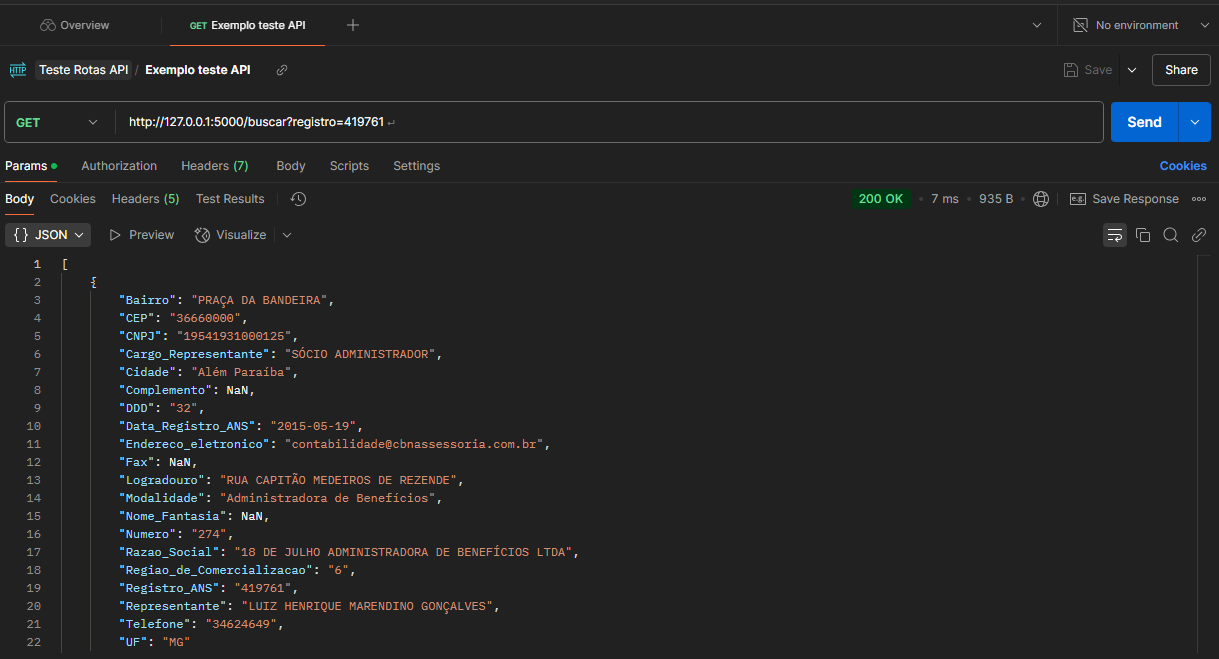 Overview
GET Exemplo teste API
No environment
HTTP Teste Rotas API / Exemplo teste API
Save
Share
GET
http://127.0.0.1:5000/buscar?registro=419761
Send
Params
Authorization
Headers (7)
Body
Scripts
Settings
Cookies
Body
Cookies
Headers (5)
Test Results
200 OK
7 ms
935 B
e.g. Save Response
{} JSON
Preview
Visualize
1 [
2 {
3 "Bairro": "PRAÇA DA BANDEIRA",
4 "CEP": "36660000",
5 "CNPJ": "19541931000125",
6 "Cargo_Representante": "SÓCIO ADMINISTRADOR",
7 "Cidade": "Além Paraíba",
8 "Complemento": NaN,
9 "DDD": "32",
10 "Data_Registro_ANS": "2015-05-19",
11 "Endereco_eletronico": "contabilidade@cbnassessoria.com.br",
12 "Fax": NaN,
13 "Logradouro": "RUA CAPITÃO MEDEIROS DE REZENDE",
14 "Modalidade": "Administradora de Benefícios",
15 "Nome_Fantasia": NaN,
16 "Numero": "274",
17 "Razao_Social": "18 DE JULHO ADMINISTRADORA DE BENEFÍCIOS LTDA",
18 "Regiao_de_Comercializacao": "6",
19 "Registro_ANS": "419761",
20 "Representante": "LUIZ HENRIQUE MARENDINO GONÇALVES",
21 "Telefone": "34624649",
22 "UF": "MG"